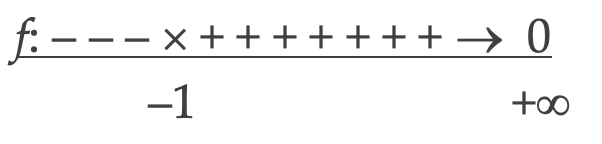 f: − − − × + + + + + + + → 0
−1 +∞